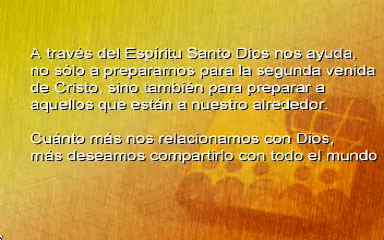 A través del Espíritu Santo Dios nos ayuda,
no sólo a prepararnos para la segunda venida
de Cristo, sino también para preparar a
aquellos que están a nuestro alrededor.
Cuánto más nos relacionamos con Dios,
más deseamos compartirlo con todo el mundo